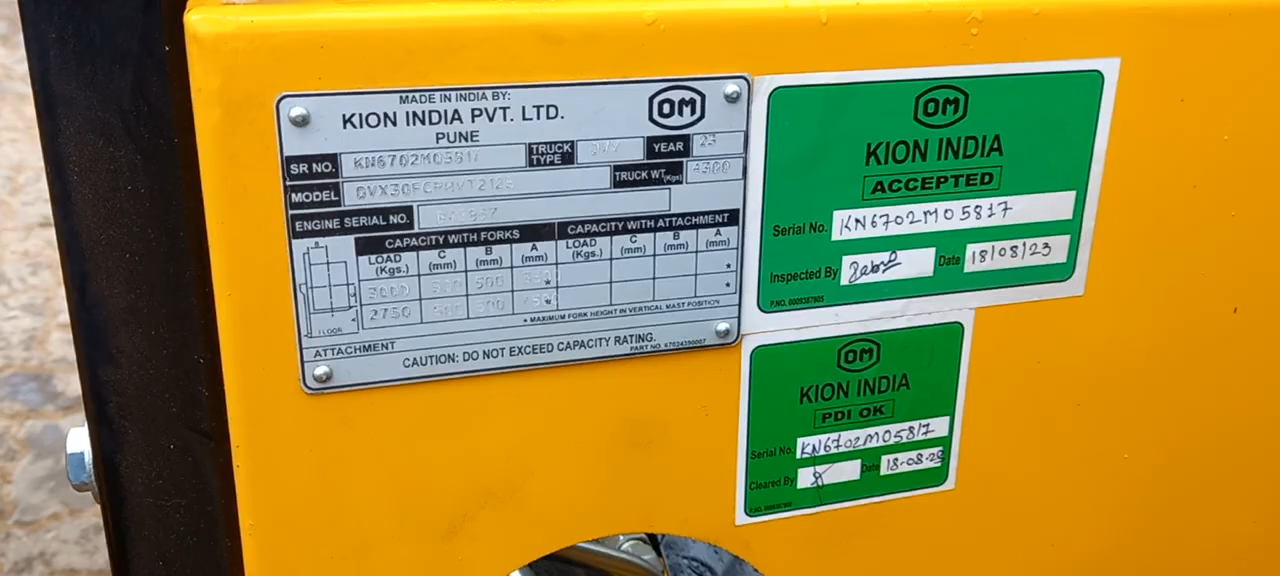 MADE IN INDIA BY:
KION INDIA PVT. LTD.
PUNE
OM
SR NO. KN6702M05817 TRUCK TYPE YEAR 23
MODEL TRUCK WT. (Kgs) 4300
ENGINE SERIAL NO.
CAPACITY WITH FORKS CAPACITY WITH ATTACHMENT
LOAD (Kgs.) C (mm) B (mm) A (mm) LOAD (Kgs.) C (mm) B (mm) A (mm)
3000 500 500 * *
2750 500 500 * *
FLOOR
* MAXIMUM FORK HEIGHT IN VERTICAL MAST POSITION
ATTACHMENT
CAUTION: DO NOT EXCEED CAPACITY RATING.
PART NO. 67024390007
OM
KION INDIA
ACCEPTED
Serial No. KN6702M05817
Inspected By Date 18/08/23
P.NO. 0009387805
OM
KION INDIA
PDI OK
Serial No. KN6702M05817
Cleared By Date 18-08-23